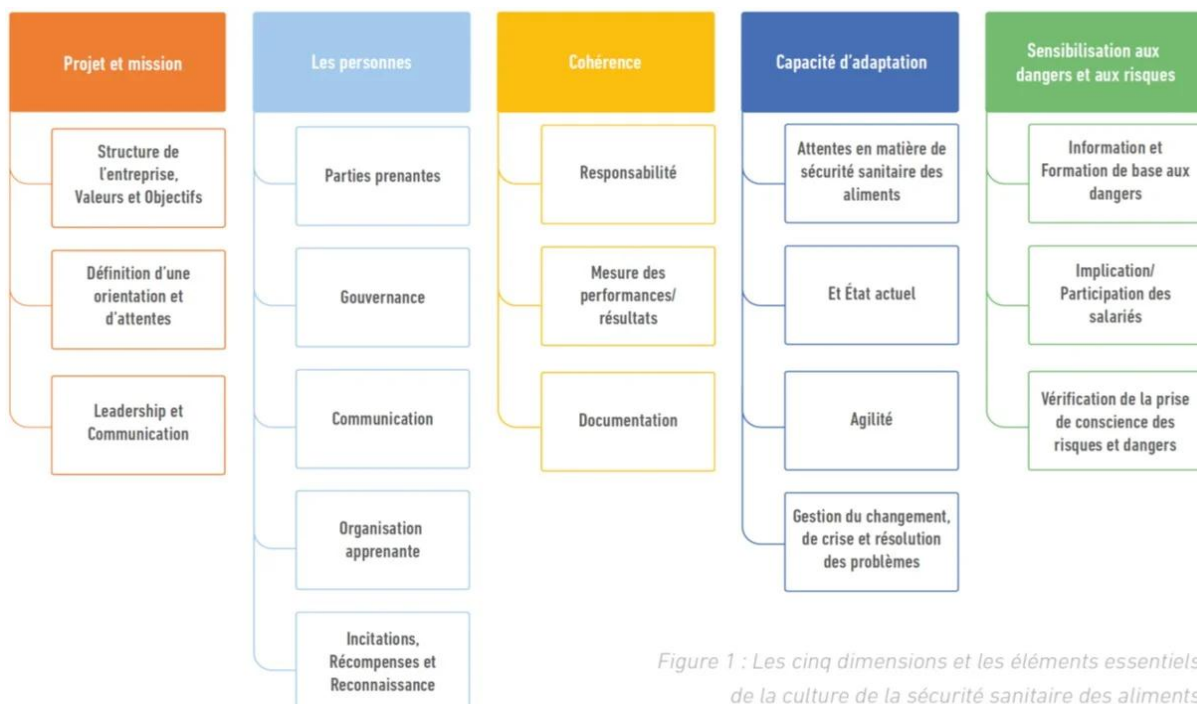 Projet et mission
Structure de
l'entreprise,
Valeurs et Objectifs
Définition d'une
orientation et
d'attentes
Leadership et
Communication
Les personnes
Parties prenantes
Gouvernance
Communication
Organisation
apprenante
Incitations,
Récompenses et
Reconnaissance
Cohérence
Responsabilité
Mesure des
performances/
résultats
Documentation
Capacité d'adaptation
Attentes en matière de
sécurité sanitaire des
aliments
Et État actuel
Agilité
Gestion du changement,
de crise et résolution
des problèmes
Sensibilisation aux
dangers et aux risques
Information et
Formation de base aux
dangers
Implication/
Participation des
salariés
Vérification de la prise
de conscience des
risques et dangers
Figure 1 : Les cinq dimensions et les éléments essentiels
de la culture de la sécurité sanitaire des aliments